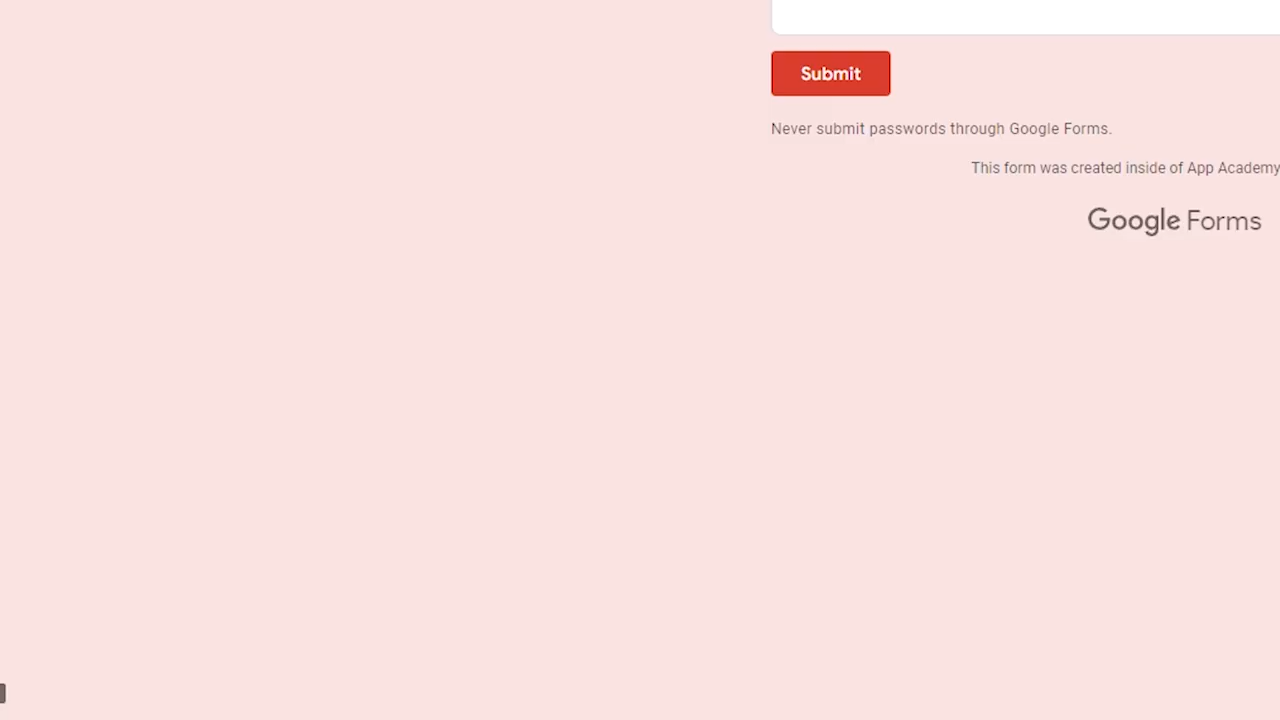 Submit
Never submit passwords through Google Forms.
This form was created inside of App Academy
Google Forms